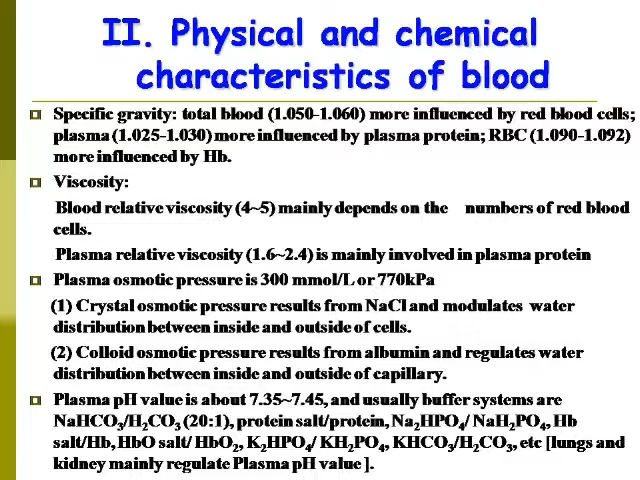 II. Physical and chemical
characteristics of blood
Specific gravity: total blood (1.050-1.060) more influenced by red blood cells;
plasma (1.025-1.030) more influenced by plasma protein; RBC (1.090-1.092)
more influenced by Hb.
Viscosity:
Blood relative viscosity (4~5) mainly depends on the numbers of red blood
cells.
Plasma relative viscosity (1.6~2.4) is mainly involved in plasma protein
Plasma osmotic pressure is 300 mmol/L or 770kPa
(1) Crystal osmotic pressure results from NaCl and modulates water
distribution between inside and outside of cells.
(2) Colloid osmotic pressure results from albumin and regulates water
distribution between inside and outside of capillary.
Plasma pH value is about 7.35~7.45, and usually buffer systems are
NaHCO₃/H₂CO₃ (20:1), protein salt/protein, Na₂HPO₄/ NaH₂PO₄, Hb
salt/Hb, HbO salt/ HbO₂, K₂HPO₄/ KH₂PO₄, KHCO₃/H₂CO₃, etc [lungs and
kidney mainly regulate Plasma pH value ].